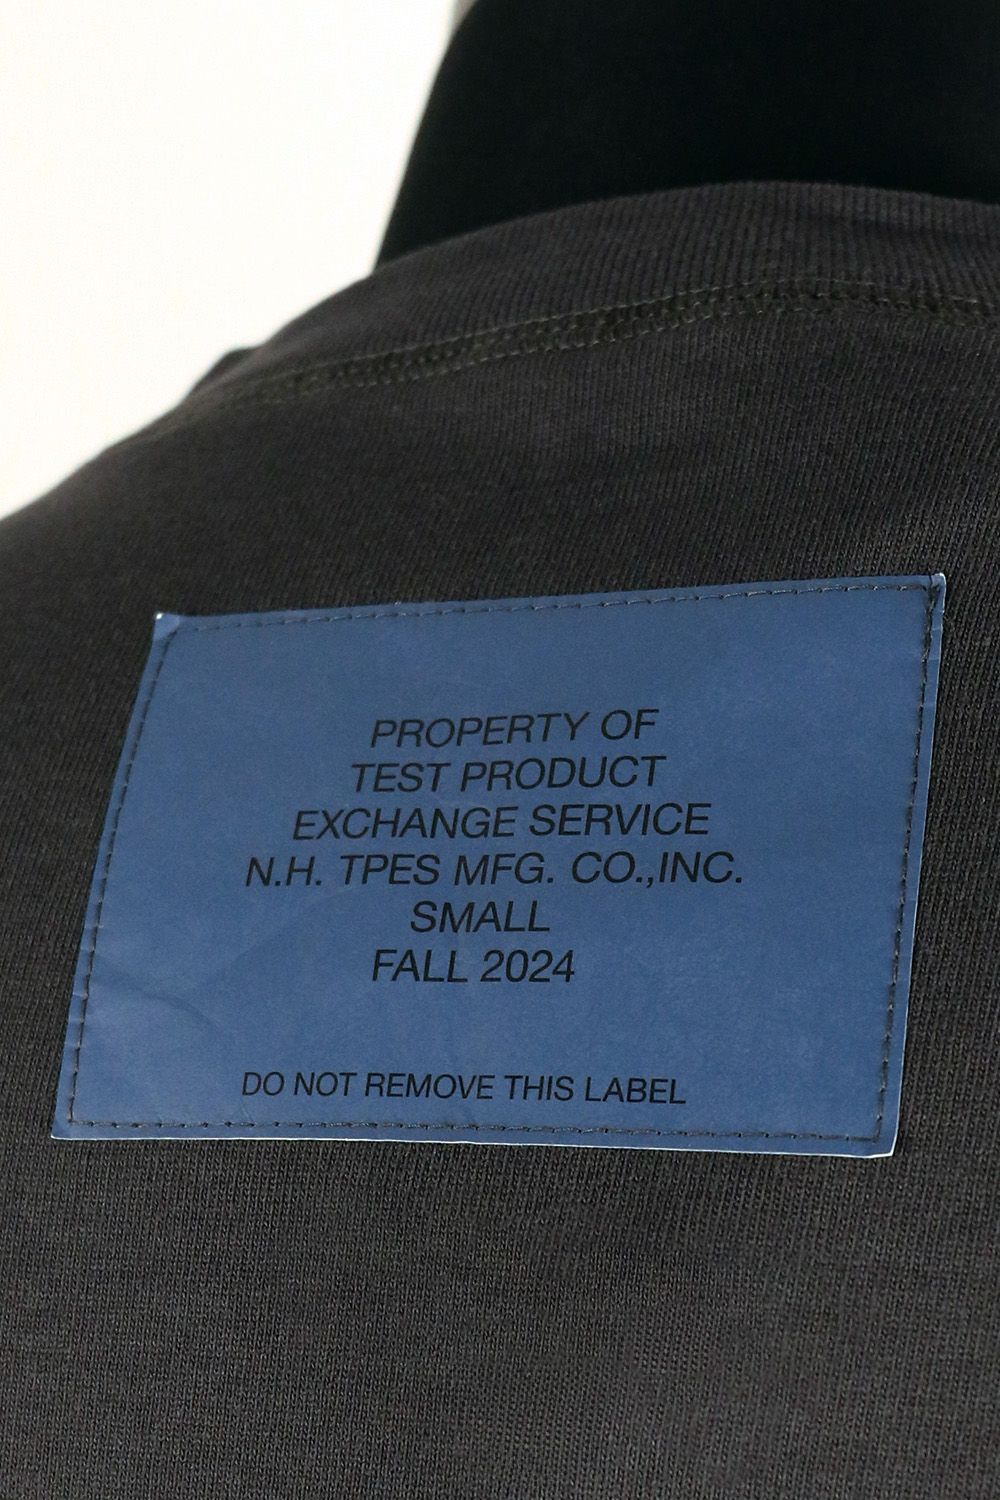 PROPERTY OF
TEST PRODUCT
EXCHANGE SERVICE
N.H. TPES MFG. CO.,INC.
SMALL
FALL 2024
DO NOT REMOVE THIS LABEL